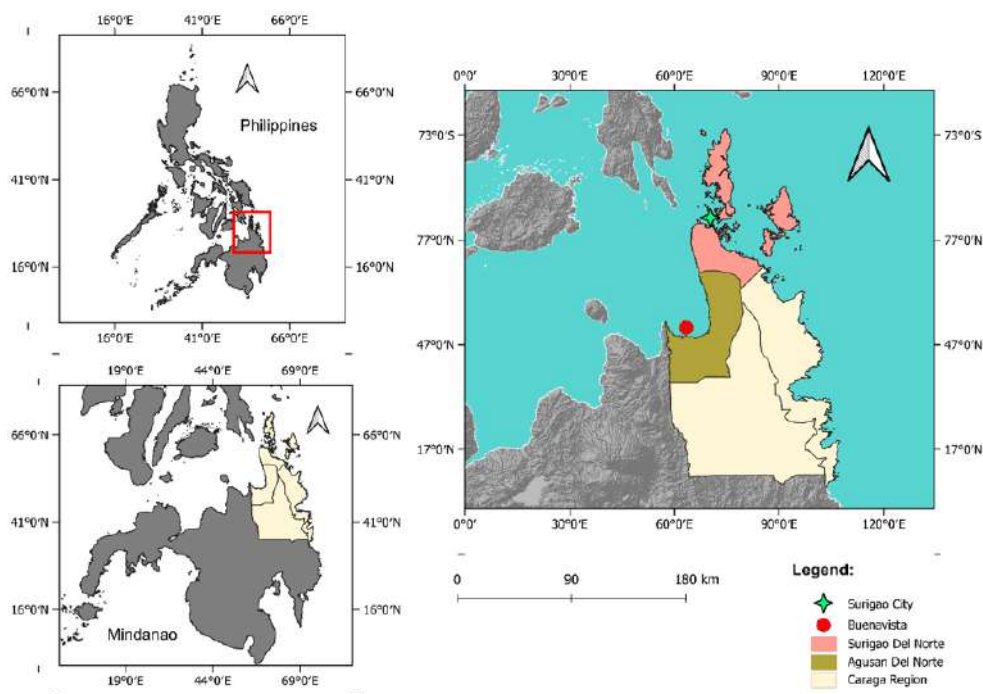 16°0'E 41°0'E 66°0'E
66°0'N 66°0'N
Philippines
41°0'N 41°0'N
16°0'N 16°0'N
16°0'E 41°0'E 66°0'E
19°0'E 44°0'E 69°0'E
66°0'N 66°0'N
41°0'N 41°0'N
16°0'N 16°0'N
Mindanao
19°0'E 44°0'E 69°0'E
0°0' 30°0'E 60°0'E 90°0'E 120°0'E
73°0'S 73°0'S
77°0'N 77°0'N
47°0'N 47°0'N
17°0'N 17°0'N
0°0' 30°0'E 60°0'E 90°0'E 120°0'E
0 90 180 km
Legend:
Surigao City
Buenavista
Surigao Del Norte
Agusan Del Norte
Caraga Region